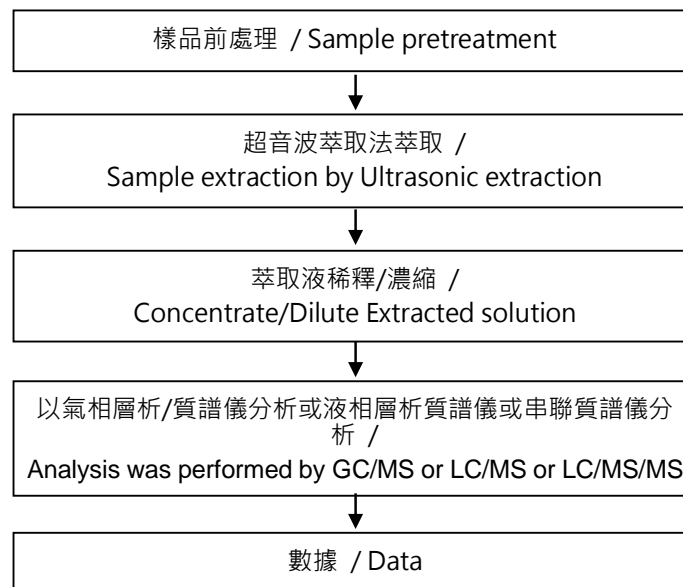 樣品前處理 / Sample pretreatment
超音波萃取法萃取 /
Sample extraction by Ultrasonic extraction
萃取液稀釋/濃縮 /
Concentrate/Dilute Extracted solution
以氣相層析/質譜儀分析或液相層析質譜儀或串聯質譜儀分
析 /
Analysis was performed by GC/MS or LC/MS or LC/MS/MS
數據 / Data